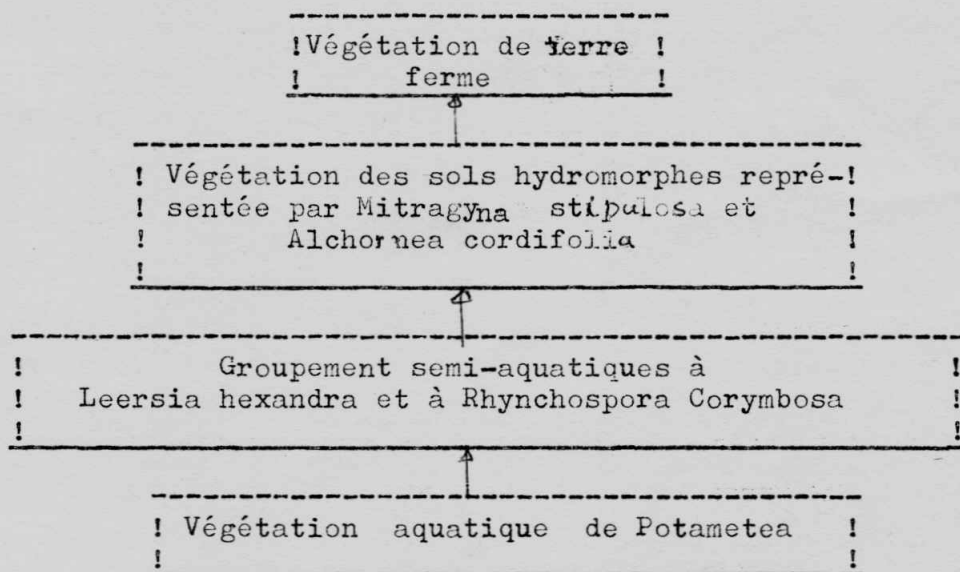 Végétation de terre
ferme
Végétation des sols hydromorphes repré-
sentée par Mitragyna stipulosa et
Alchornea cordifolia
Groupement semi-aquatiques à
Leersia hexandra et à Rhynchospora Corymbosa
Végétation aquatique de Potametea